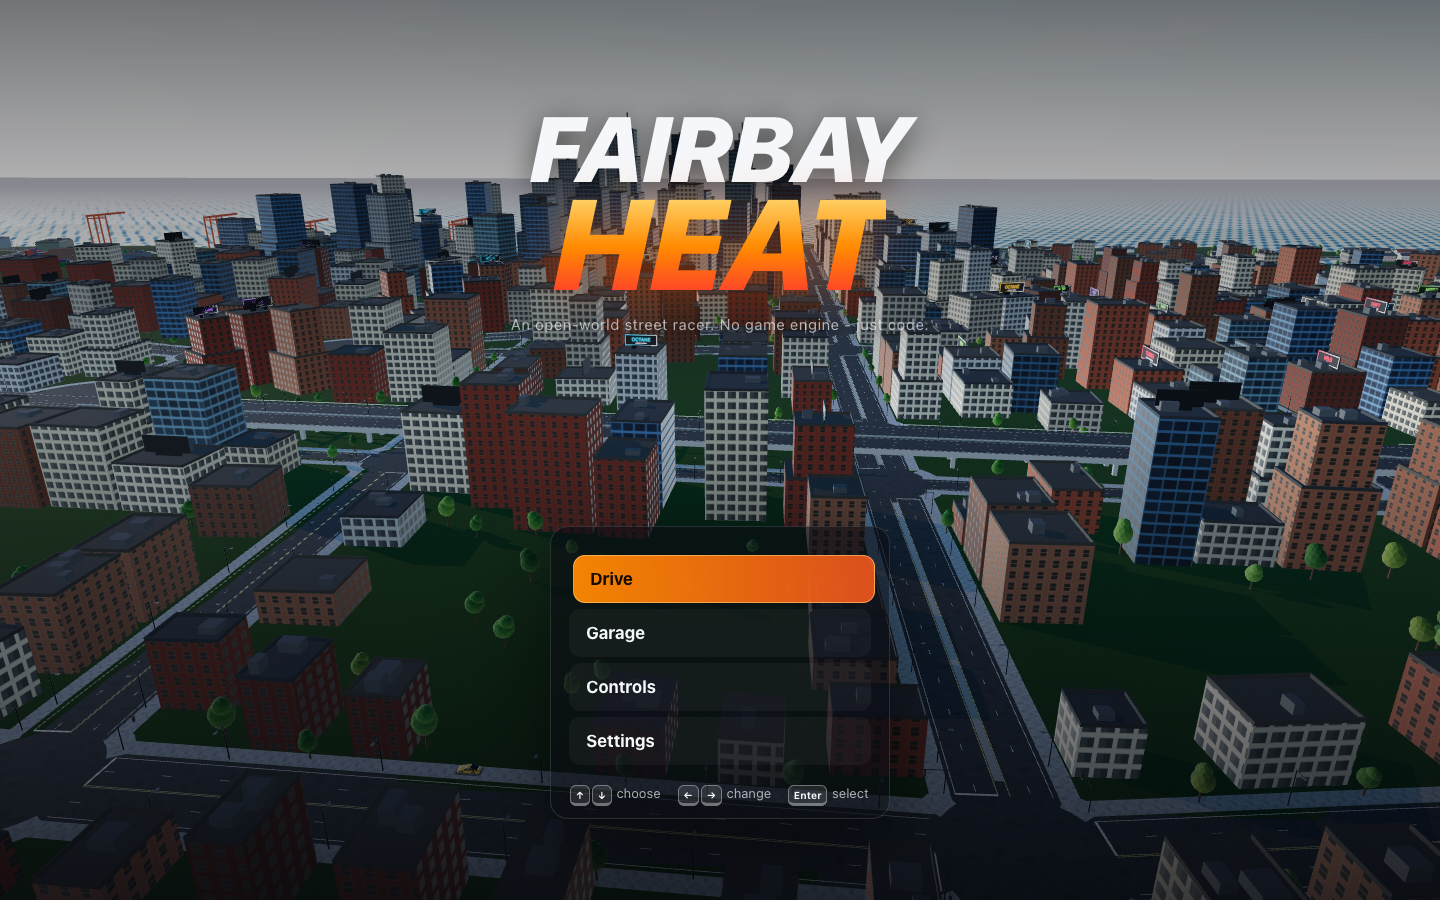 FAIRBAY
HEAT
An open-world street racer. No game engine - just code.
OCTANE
Drive
Garage
Controls
Settings
↑ ↓ choose ← → change Enter select